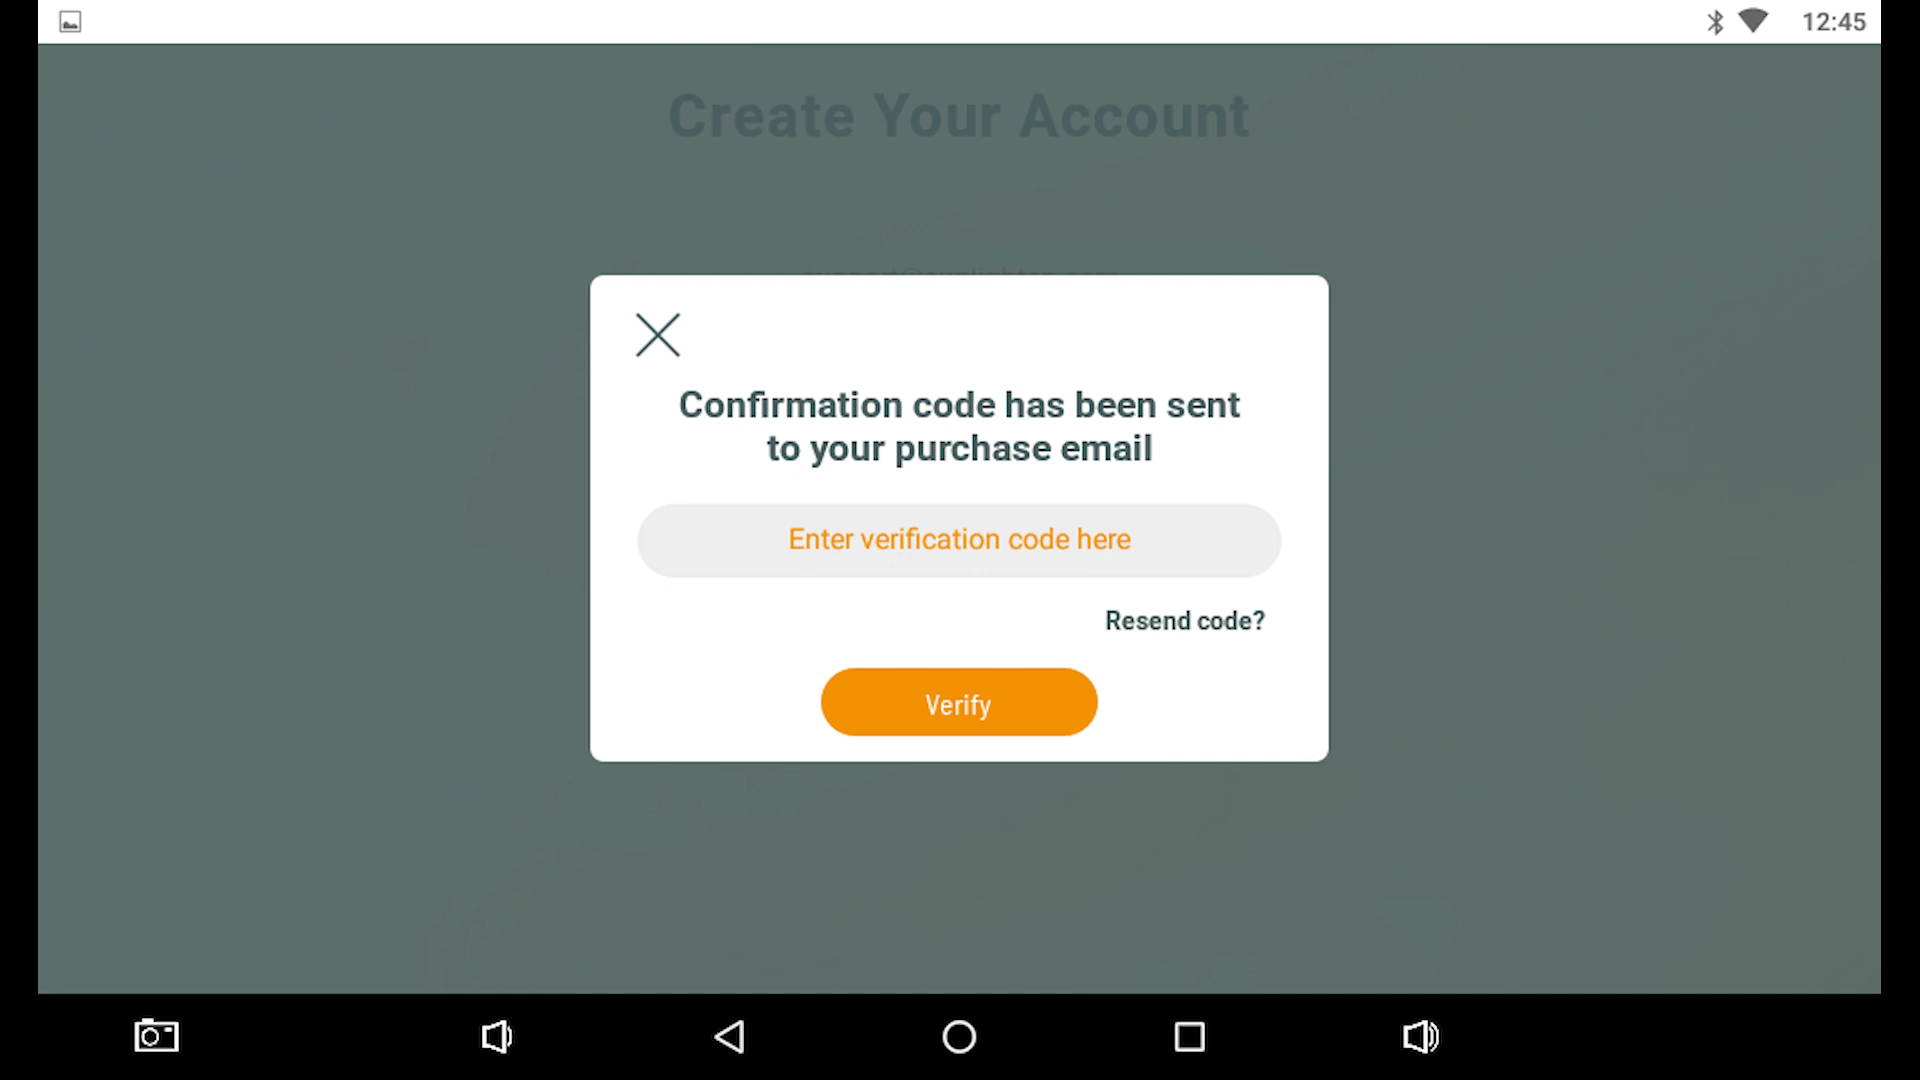 12:45
Create Your Account
Confirmation code has been sent
to your purchase email
Enter verification code here
Resend code?
Verify